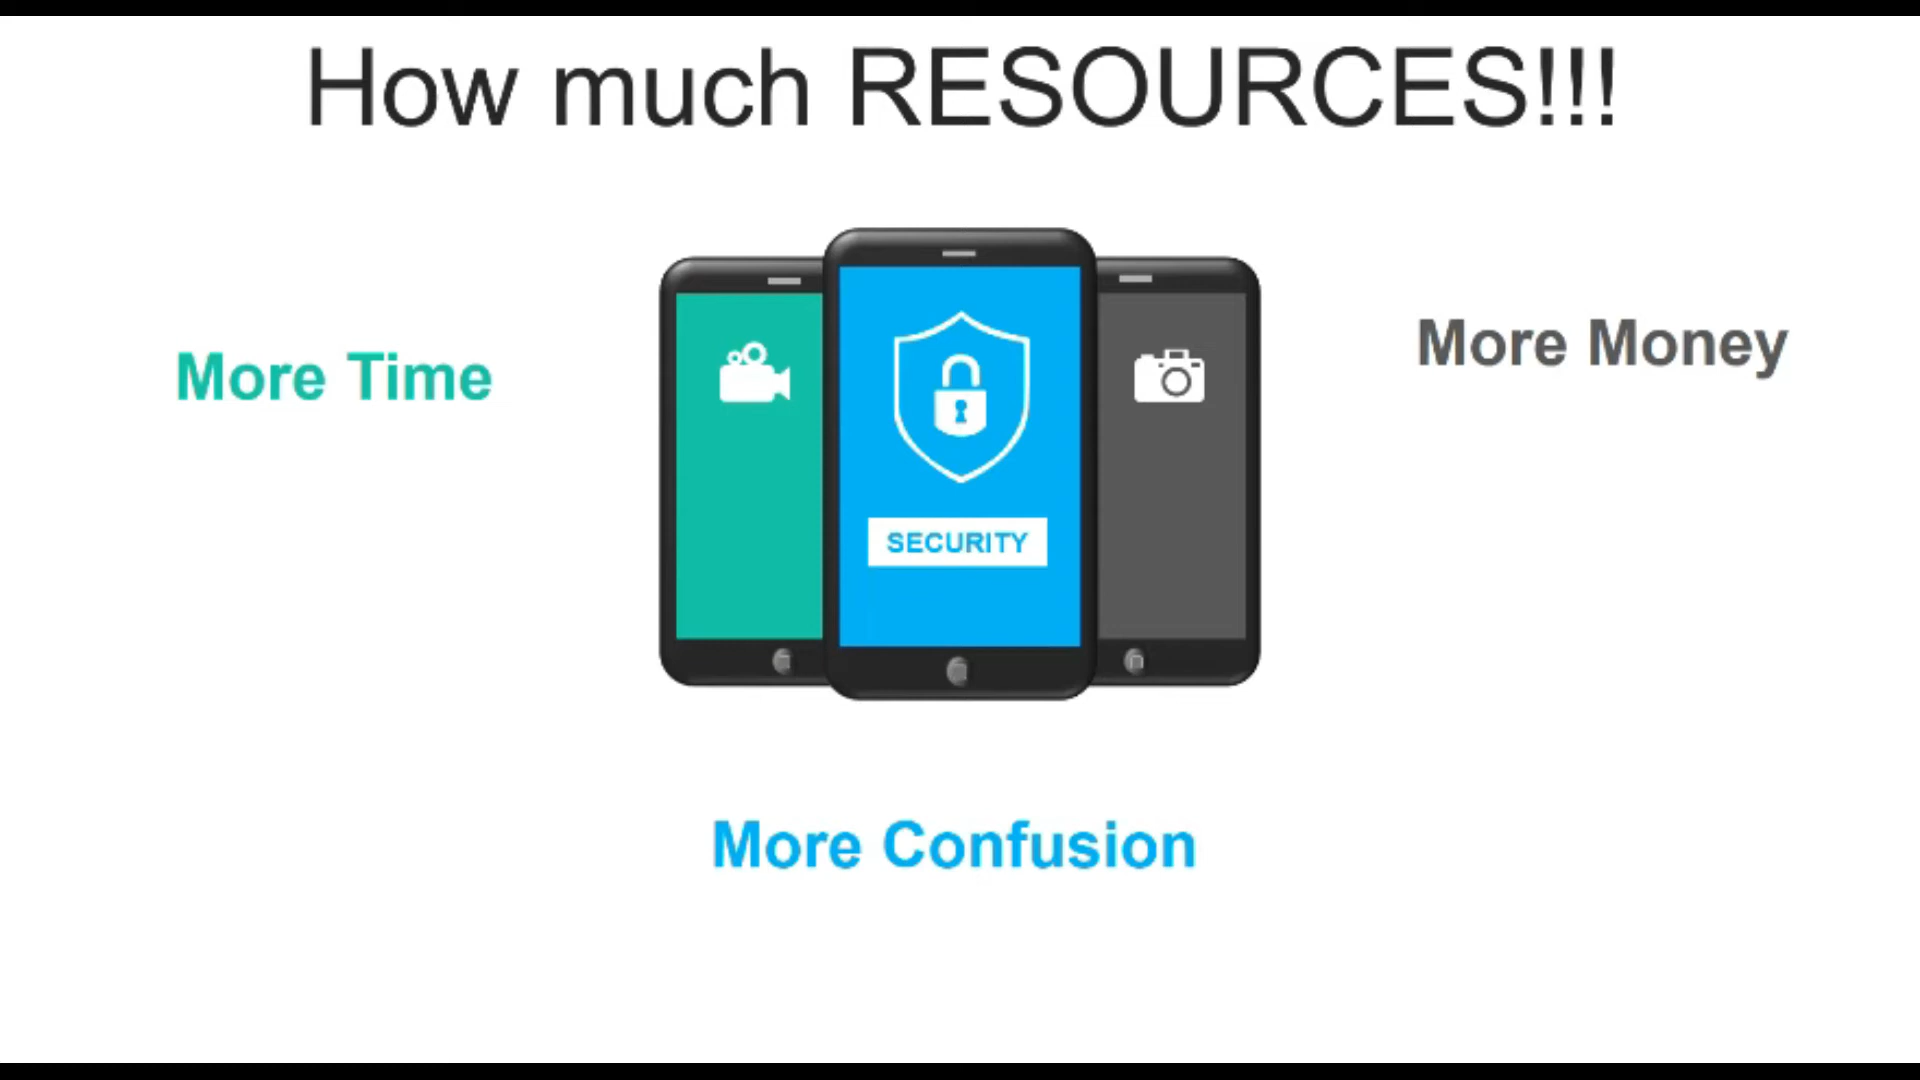 How much RESOURCES!!!
More Time
More Money
SECURITY
More Confusion